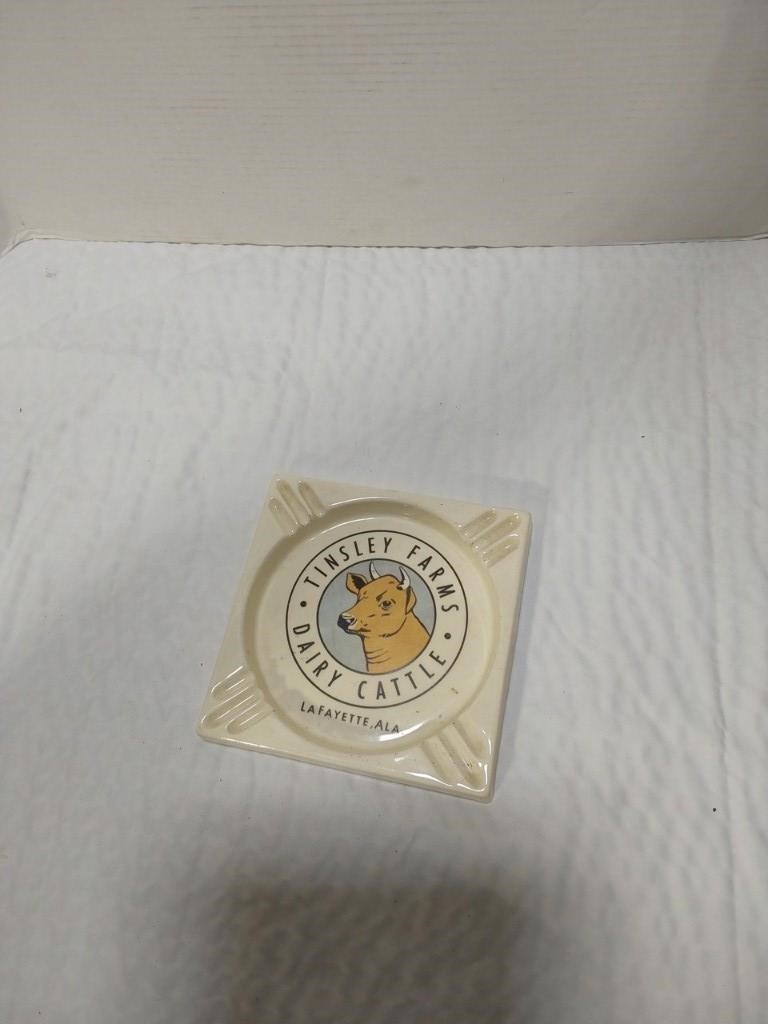 TINSLEY FARMS
DAIRY CATTLE
LAFAYETTE, ALA.